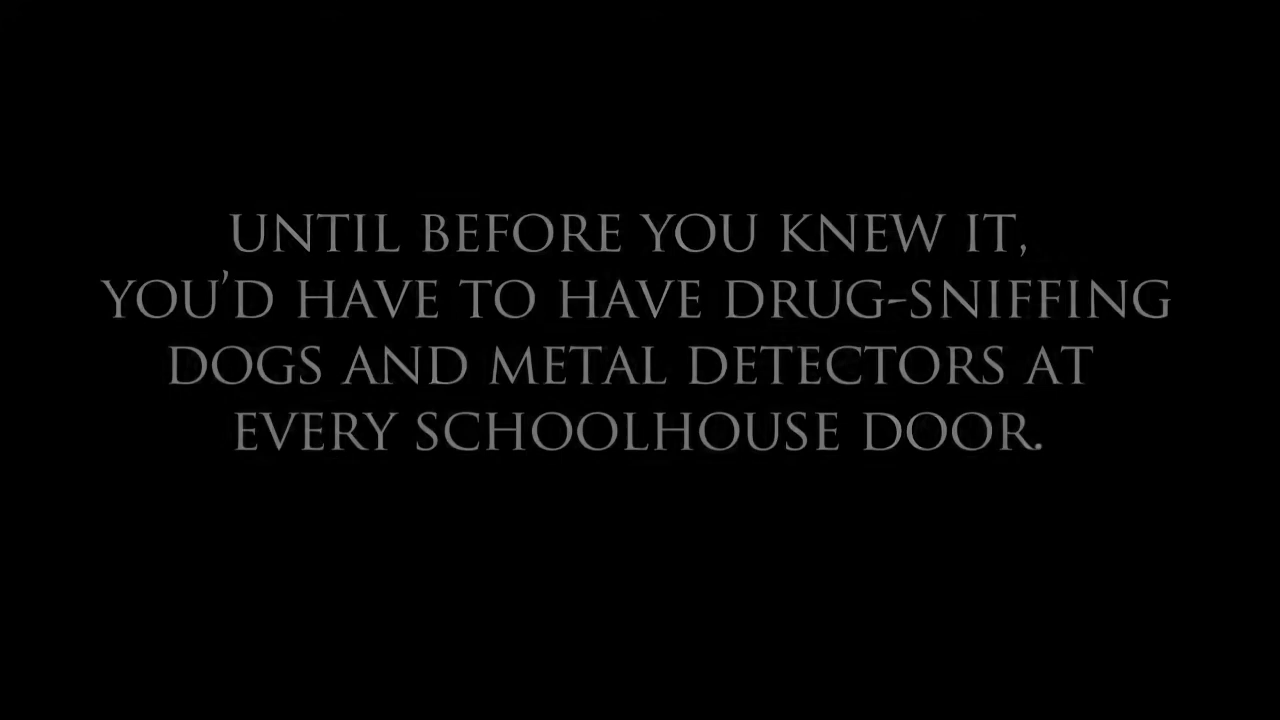 UNTIL BEFORE YOU KNEW IT,
YOU'D HAVE TO HAVE DRUG-SNIFFING
DOGS AND METAL DETECTORS AT
EVERY SCHOOLHOUSE DOOR.